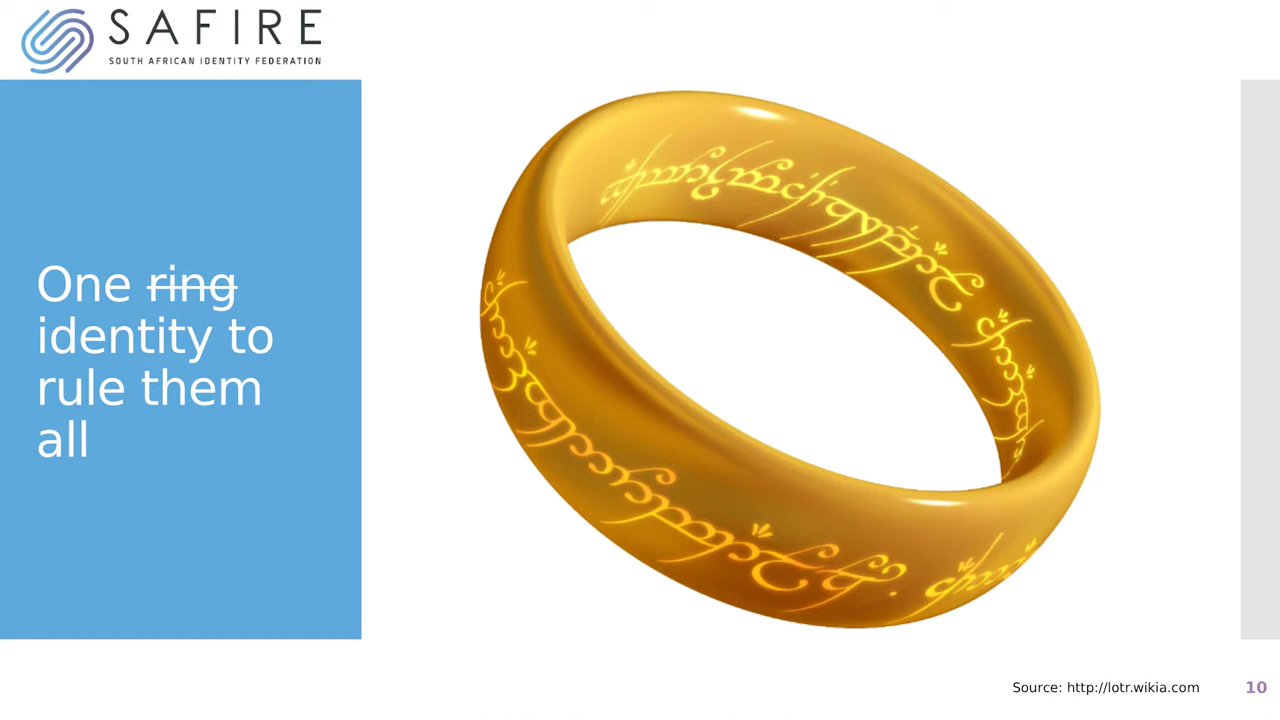 SAFIRE
SOUTH AFRICAN IDENTITY FEDERATION
One ring
identity to
rule them
all
Source: http://lotr.wikia.com
10